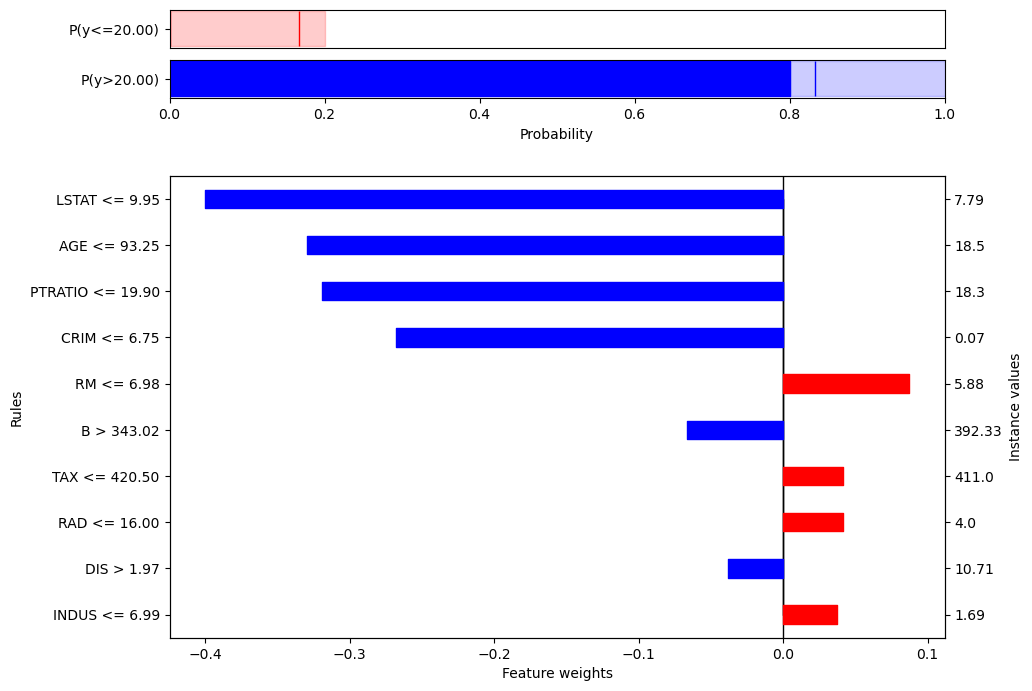 P(y<=20.00)
P(y>20.00)
0.0 0.2 0.4 0.6 0.8 1.0
Probability
LSTAT <= 9.95 7.79
AGE <= 93.25 18.5
PTRATIO <= 19.90 18.3
CRIM <= 6.75 0.07
RM <= 6.98 5.88
B > 343.02 392.33
TAX <= 420.50 411.0
RAD <= 16.00 4.0
DIS > 1.97 10.71
INDUS <= 6.99 1.69
Rules
Instance values
−0.4 −0.3 −0.2 −0.1 0.0 0.1
Feature weights